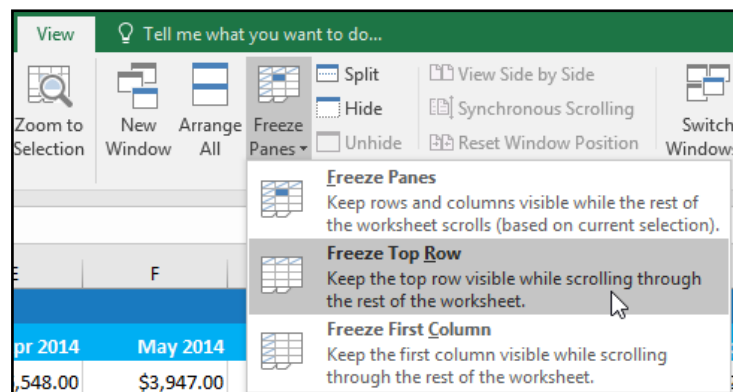 View
Tell me what you want to do...
Zoom to
Selection
New
Window
Arrange
All
Freeze
Panes
Split
Hide
Unhide
View Side by Side
Synchronous Scrolling
Reset Window Position
Switch
Windows
Freeze Panes
Keep rows and columns visible while the rest of
the worksheet scrolls (based on current selection).
Freeze Top Row
Keep the top row visible while scrolling through
the rest of the worksheet.
Freeze First Column
Keep the first column visible while scrolling
through the rest of the worksheet.
E
F
pr 2014
May 2014
,548.00
$3,947.00